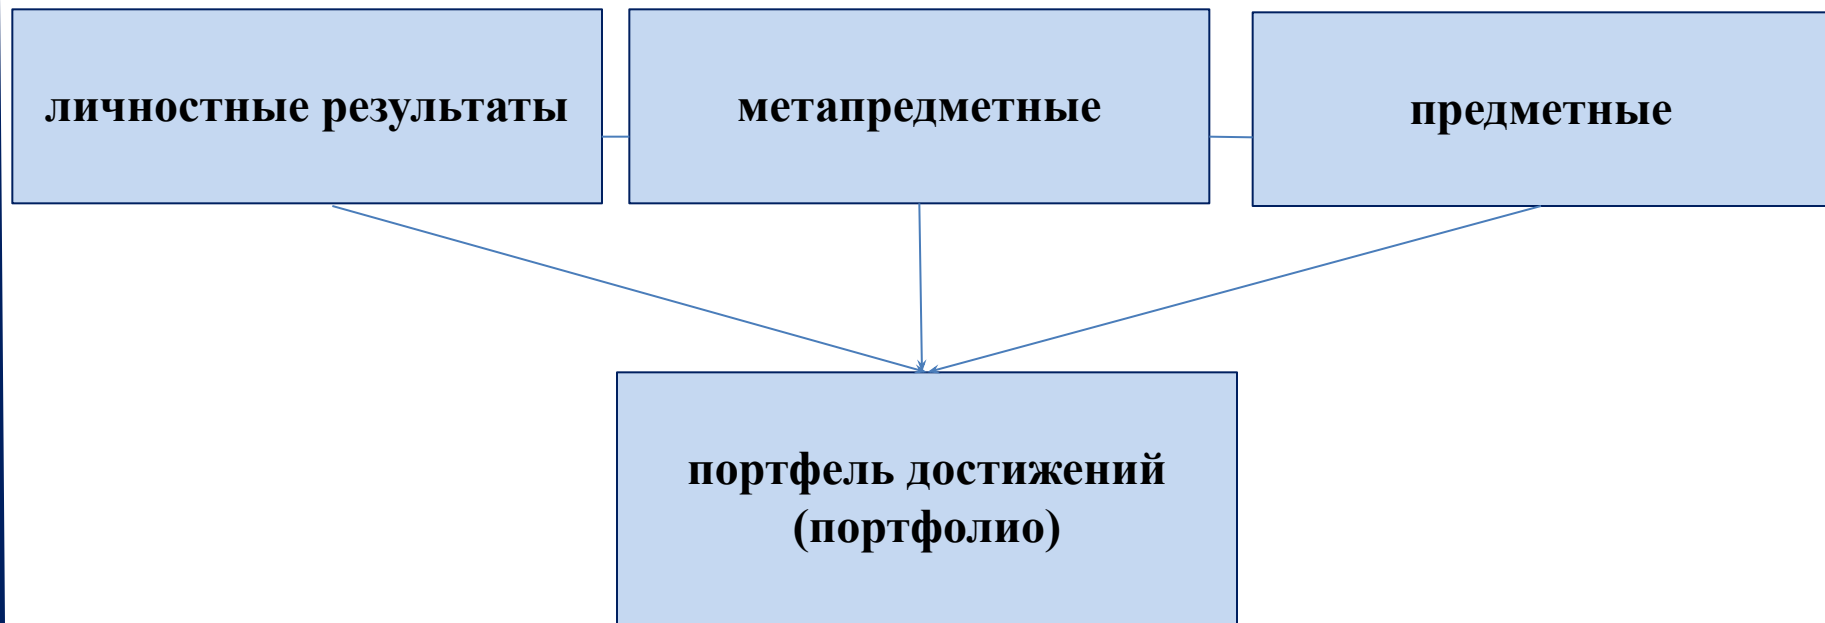 личностные результаты
метапредметные
предметные
портфель достижений
(портфолио)